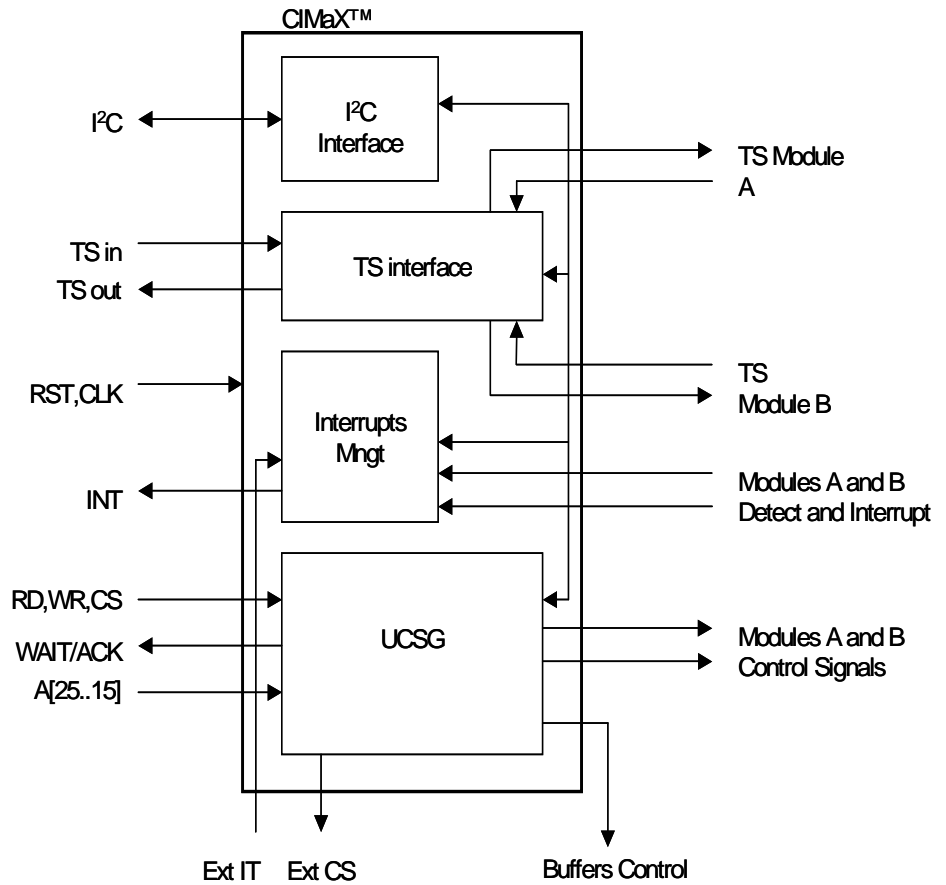 CIMaX™
I²C
Interface
I²C
TS Module
A
TS in
TS interface
TS out
TS
Module B
RST,CLK
Interrupts
Mngt
INT
Modules A and B
Detect and Interrupt
RD,WR,CS
UCSG
WAIT/ACK
Modules A and B
Control Signals
A[25..15]
Ext IT
Ext CS
Buffers Control